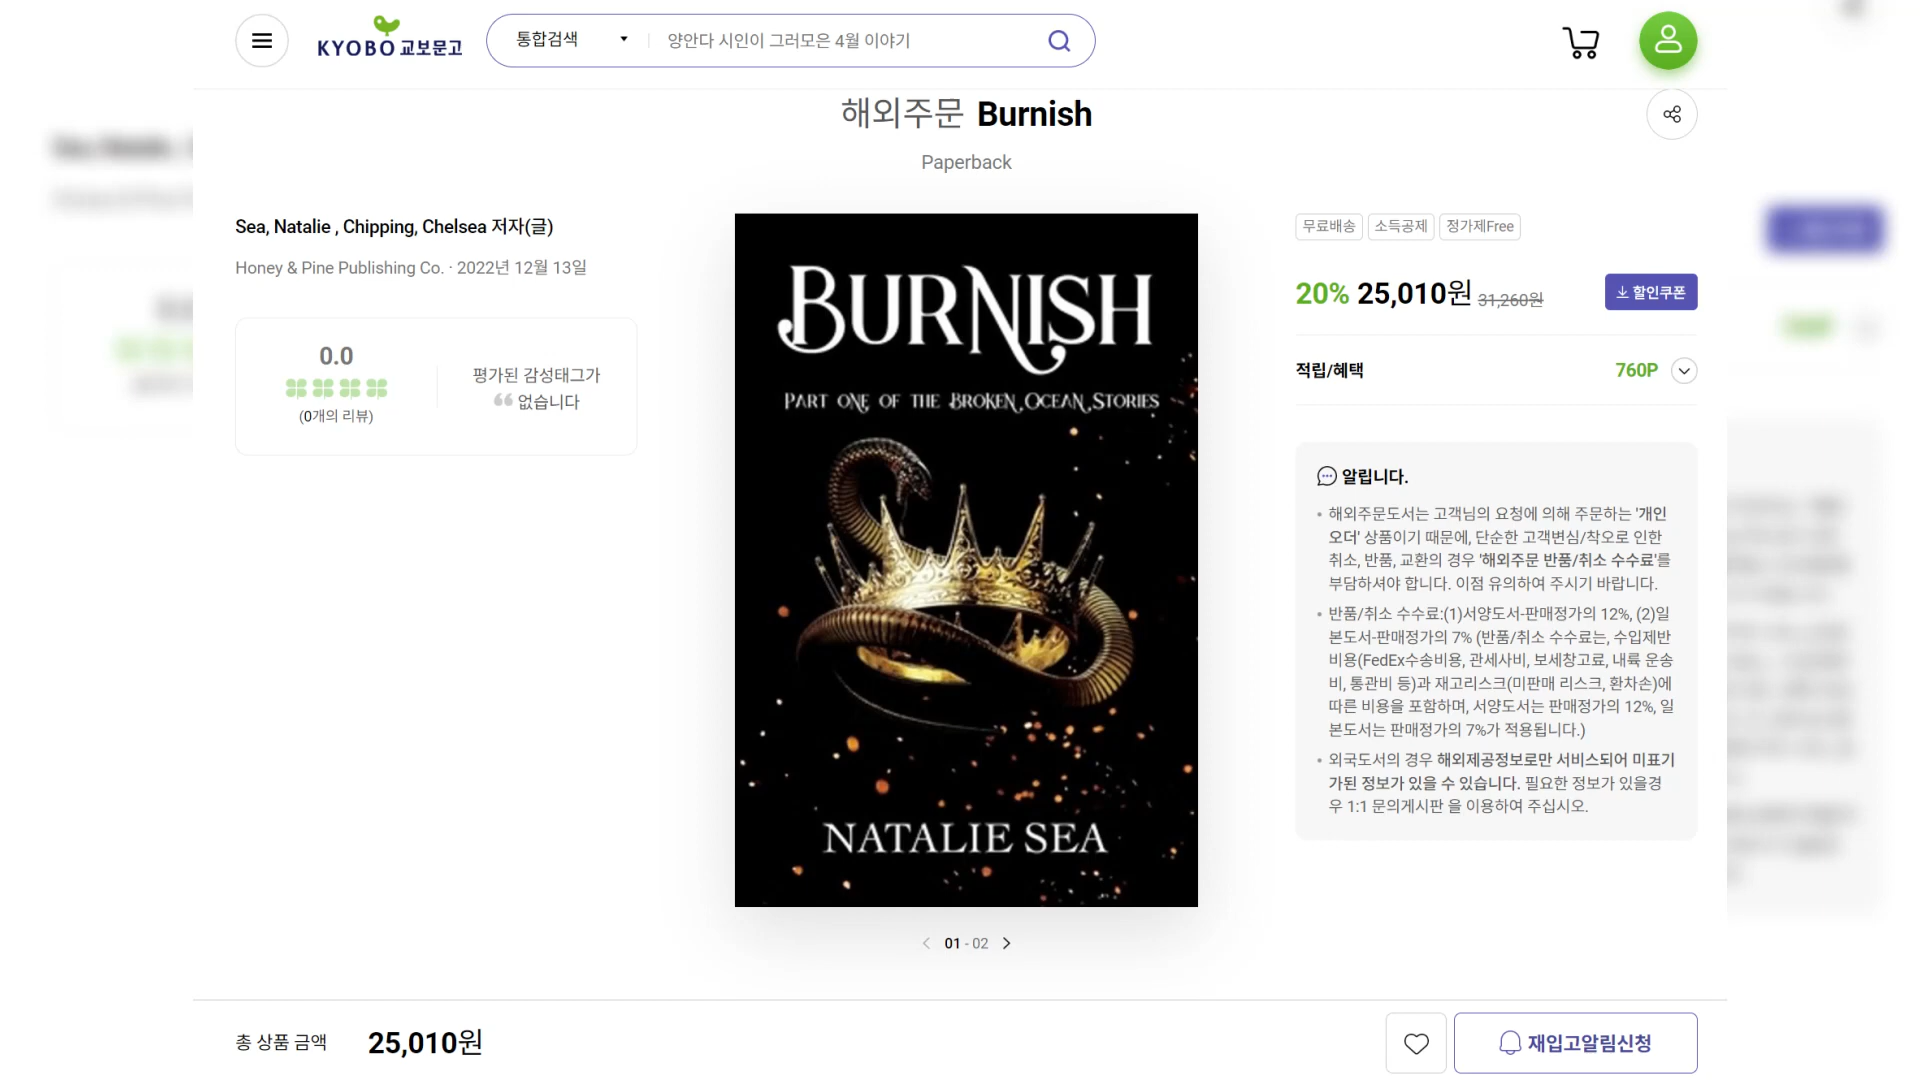 KYOBO 교보문고
통합검색
양안다 시인이 그러모은 4월 이야기
해외주문 Burnish
Paperback
Sea, Natalie , Chipping, Chelsea 저자(글)
Honey & Pine Publishing Co. · 2022년 12월 13일
0.0
(0개의 리뷰)
평가된 감성태그가
없습니다
BURNISH
PART ONE OF THE BROKEN OCEAN STORIES
NATALIE SEA
01 - 02
무료배송 소득공제 정가제Free
20% 25,010원 31,260원
할인쿠폰
적립/혜택 760P
알립니다.
• 해외주문도서는 고객님의 요청에 의해 주문하는 '개인
오더' 상품이기 때문에, 단순한 고객변심/착오로 인한
취소, 반품, 교환의 경우 '해외주문 반품/취소 수수료'를
부담하셔야 합니다. 이점 유의하여 주시기 바랍니다.
• 반품/취소 수수료:(1)서양도서-판매정가의 12%, (2)일
본도서-판매정가의 7% (반품/취소 수수료는, 수입제반
비용(FedEx수송비용, 관세사비, 보세창고료, 내륙 운송
비, 통관비 등)과 재고리스크(미판매 리스크, 환차손)에
따른 비용을 포함하며, 서양도서는 판매정가의 12%, 일
본도서는 판매정가의 7%가 적용됩니다.)
• 외국도서의 경우 해외제공정보로만 서비스되어 미표기
가된 정보가 있을 수 있습니다. 필요한 정보가 있을경
우 1:1 문의게시판 을 이용하여 주십시오.
총 상품 금액 25,010원
재입고알림신청